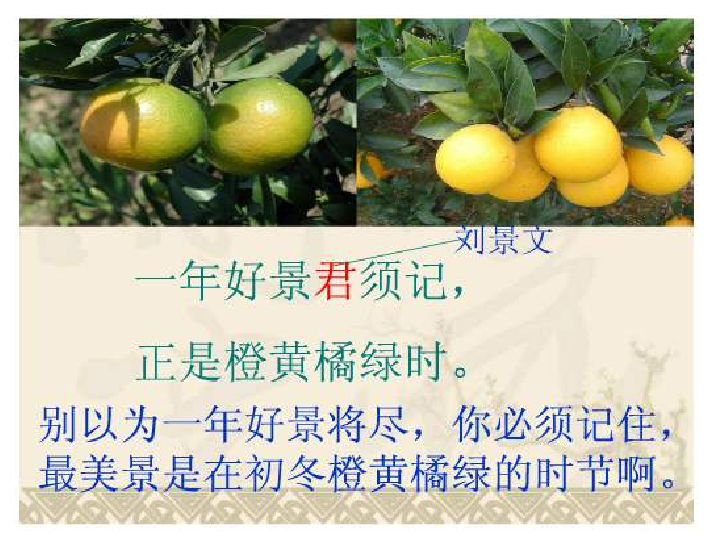 刘景文
一年好景君须记，
正是橙黄橘绿时。
别以为一年好景将尽，你必须记住，
最美景是在初冬橙黄橘绿的时节啊。